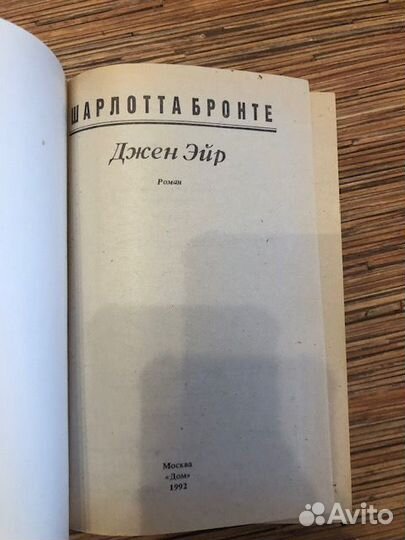 ШАРЛОТТА БРОНТЕ
Джен Эйр
Роман
Москва
«Дом»
1992
Avito